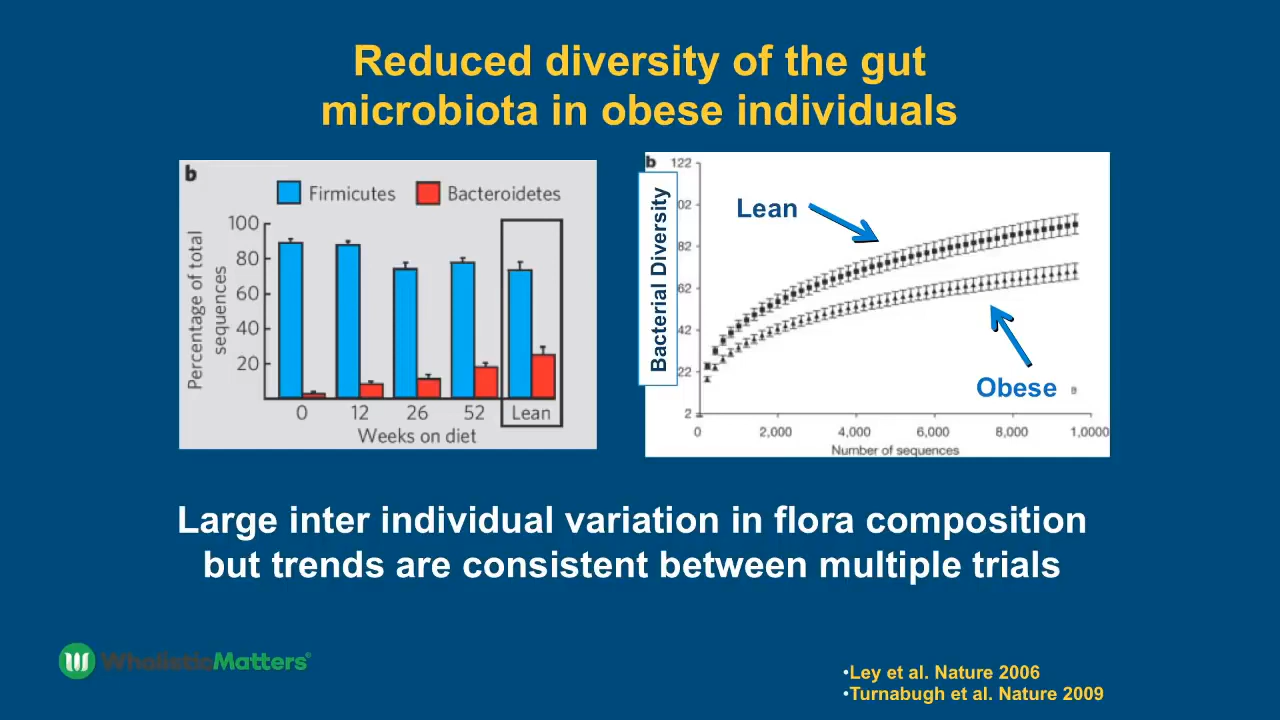 Reduced diversity of the gut
microbiota in obese individuals
b
Firmicutes
Bacteroidetes
Percentage of total
sequences
100
80
60
40
20
0
12
26
52
Lean
Weeks on diet
b
Bacterial Diversity
122
02
82
62
42
22
2
Lean
Obese
0
2,000
4,000
6,000
8,000
1,0000
Number of sequences
Large inter individual variation in flora composition
but trends are consistent between multiple trials
WholisticMatters®
•Ley et al. Nature 2006
•Turnabugh et al. Nature 2009